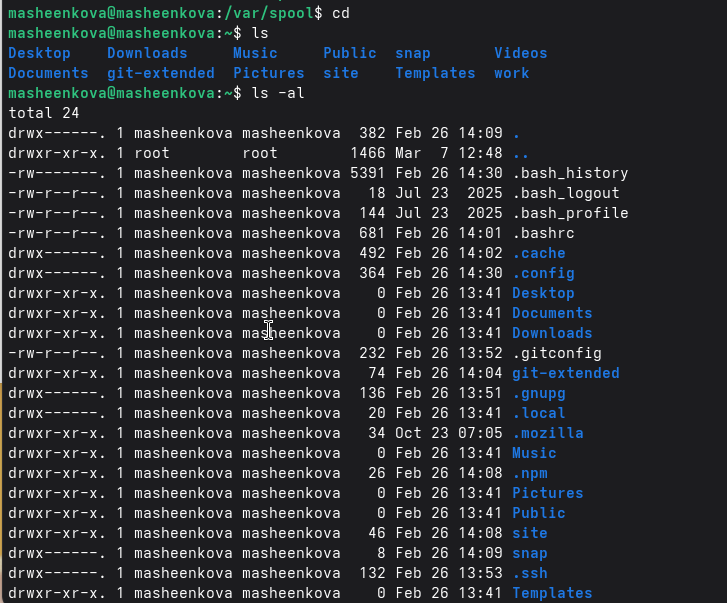 masheenkova@masheenkova:/var/spool$ cd
masheenkova@masheenkova:~$ ls
Desktop    Downloads     Music     Public  snap       Videos
Documents  git-extended  Pictures  site    Templates  work
masheenkova@masheenkova:~$ ls -al
total 24
drwx------. 1 masheenkova masheenkova  382 Feb 26 14:09 .
drwxr-xr-x. 1 root        root        1466 Mar  7 12:48 ..
-rw-------. 1 masheenkova masheenkova 5391 Feb 26 14:30 .bash_history
-rw-r--r--. 1 masheenkova masheenkova   18 Jul 23  2025 .bash_logout
-rw-r--r--. 1 masheenkova masheenkova  144 Jul 23  2025 .bash_profile
-rw-r--r--. 1 masheenkova masheenkova  681 Feb 26 14:01 .bashrc
drwx------. 1 masheenkova masheenkova  492 Feb 26 14:02 .cache
drwx------. 1 masheenkova masheenkova  364 Feb 26 14:30 .config
drwxr-xr-x. 1 masheenkova masheenkova    0 Feb 26 13:41 Desktop
drwxr-xr-x. 1 masheenkova masheenkova    0 Feb 26 13:41 Documents
drwxr-xr-x. 1 masheenkova masheenkova    0 Feb 26 13:41 Downloads
-rw-r--r--. 1 masheenkova masheenkova  232 Feb 26 13:52 .gitconfig
drwxr-xr-x. 1 masheenkova masheenkova   74 Feb 26 14:04 git-extended
drwx------. 1 masheenkova masheenkova  136 Feb 26 13:51 .gnupg
drwx------. 1 masheenkova masheenkova   20 Feb 26 13:41 .local
drwxr-xr-x. 1 masheenkova masheenkova   34 Oct 23 07:05 .mozilla
drwxr-xr-x. 1 masheenkova masheenkova    0 Feb 26 13:41 Music
drwxr-xr-x. 1 masheenkova masheenkova   26 Feb 26 14:08 .npm
drwxr-xr-x. 1 masheenkova masheenkova    0 Feb 26 13:41 Pictures
drwxr-xr-x. 1 masheenkova masheenkova    0 Feb 26 13:41 Public
drwxr-xr-x. 1 masheenkova masheenkova   46 Feb 26 14:08 site
drwx------. 1 masheenkova masheenkova    8 Feb 26 14:09 snap
drwx------. 1 masheenkova masheenkova  132 Feb 26 13:53 .ssh
drwxr-xr-x. 1 masheenkova masheenkova    0 Feb 26 13:41 Templates